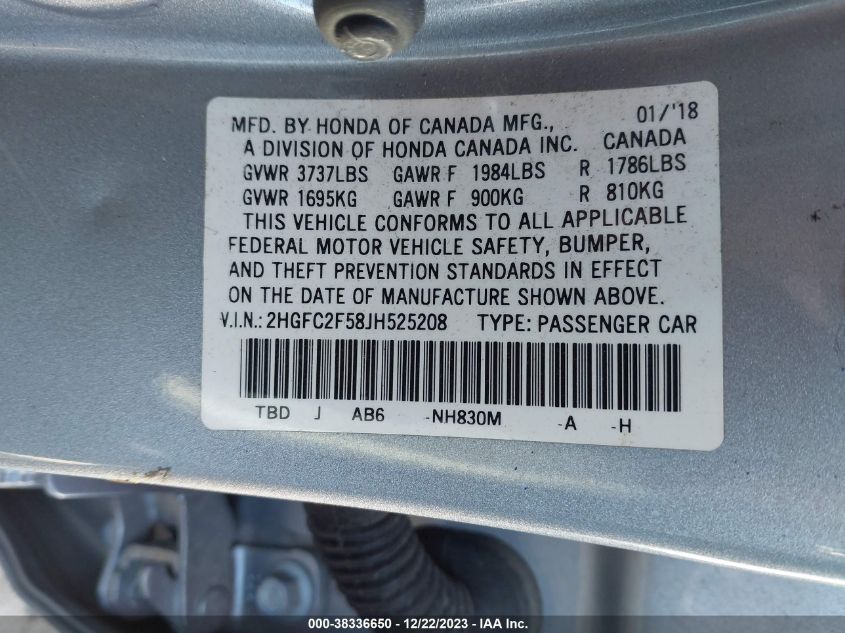 MFD. BY HONDA OF CANADA MFG., 01/'18
A DIVISION OF HONDA CANADA INC. CANADA
GVWR 3737LBS GAWR F 1984LBS R 1786LBS
GVWR 1695KG GAWR F 900KG R 810KG
THIS VEHICLE CONFORMS TO ALL APPLICABLE
FEDERAL MOTOR VEHICLE SAFETY, BUMPER,
AND THEFT PREVENTION STANDARDS IN EFFECT
ON THE DATE OF MANUFACTURE SHOWN ABOVE.
V.I.N.: 2HGFC2F58JH525208 TYPE: PASSENGER CAR
TBD J AB6 -NH830M -A -H
000-38336650 - 12/22/2023 - IAA Inc.